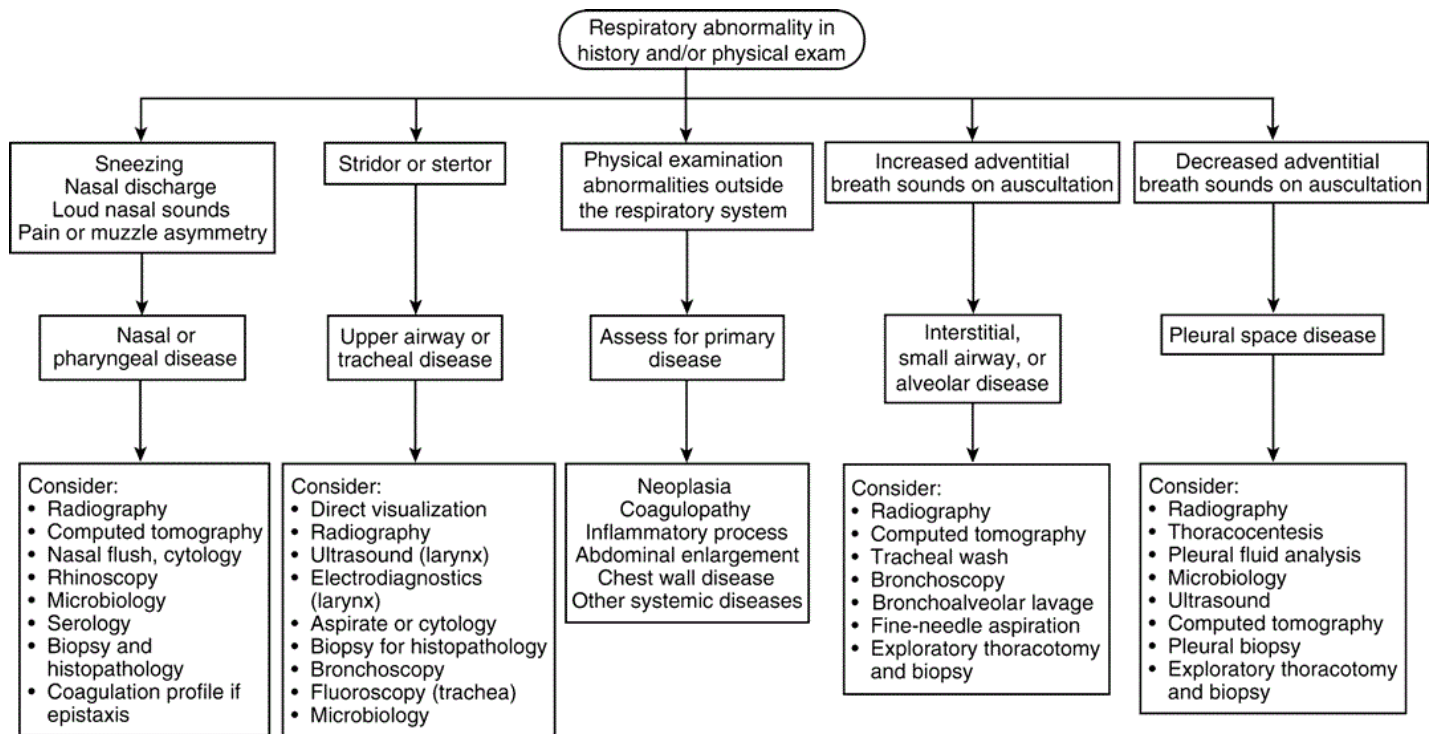 Respiratory abnormality in
history and/or physical exam
Sneezing
Nasal discharge
Loud nasal sounds
Pain or muzzle asymmetry
Stridor or stertor
Physical examination
abnormalities outside
the respiratory system
Increased adventitial
breath sounds on auscultation
Decreased adventitial
breath sounds on auscultation
Nasal or
pharyngeal disease
Upper airway or
tracheal disease
Assess for primary
disease
Interstitial,
small airway, or
alveolar disease
Pleural space disease
Consider:
• Radiography
• Computed tomography
• Nasal flush, cytology
• Rhinoscopy
• Microbiology
• Serology
• Biopsy and
histopathology
• Coagulation profile if
epistaxis
Consider:
• Direct visualization
• Radiography
• Ultrasound (larynx)
• Electrodiagnostics
(larynx)
• Aspirate or cytology
• Biopsy for histopathology
• Bronchoscopy
• Fluoroscopy (trachea)
• Microbiology
Neoplasia
Coagulopathy
Inflammatory process
Abdominal enlargement
Chest wall disease
Other systemic diseases
Consider:
• Radiography
• Computed tomography
• Tracheal wash
• Bronchoscopy
• Bronchoalveolar lavage
• Fine-needle aspiration
• Exploratory thoracotomy
and biopsy
Consider:
• Radiography
• Thoracocentesis
• Pleural fluid analysis
• Microbiology
• Ultrasound
• Computed tomography
• Pleural biopsy
• Exploratory thoracotomy
and biopsy